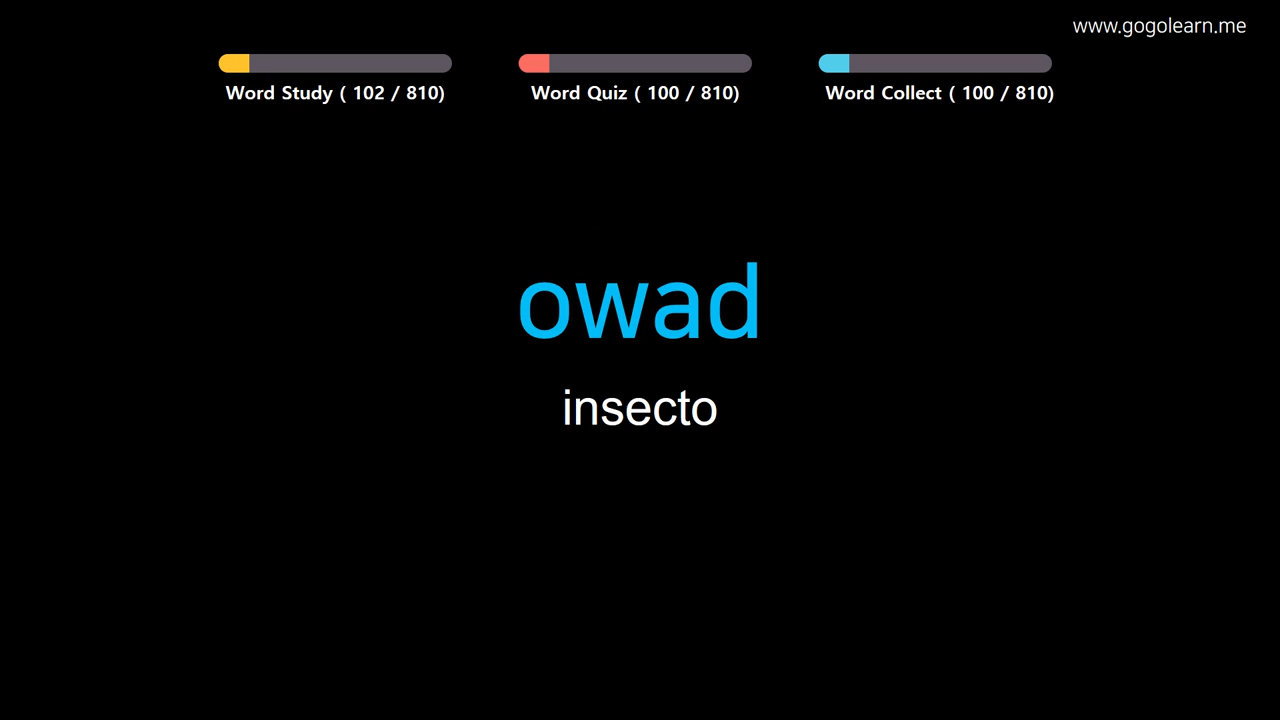 www.gogolearn.me
Word Study ( 102 / 810)
Word Quiz ( 100 / 810)
Word Collect ( 100 / 810)
owad
insecto